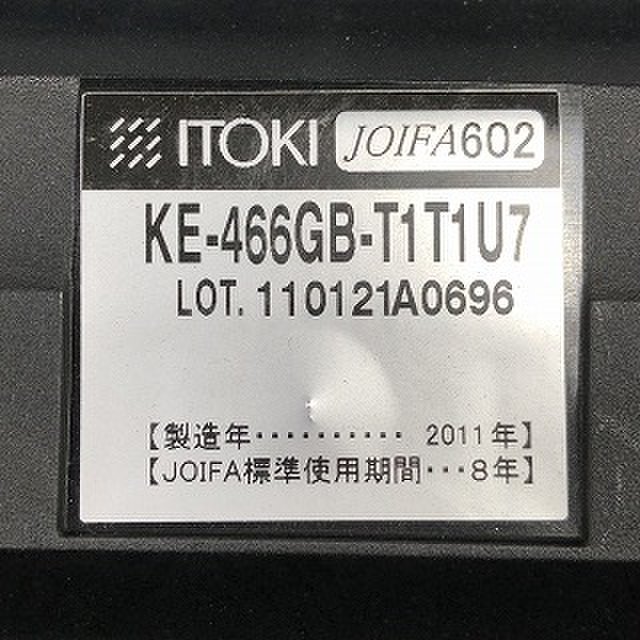 ITOKI JOIFA602
KE-466GB-T1T1U7
LOT. 110121A0696
【製造年‥‥‥‥‥ 2011年】
【JOIFA標準使用期間…8年】